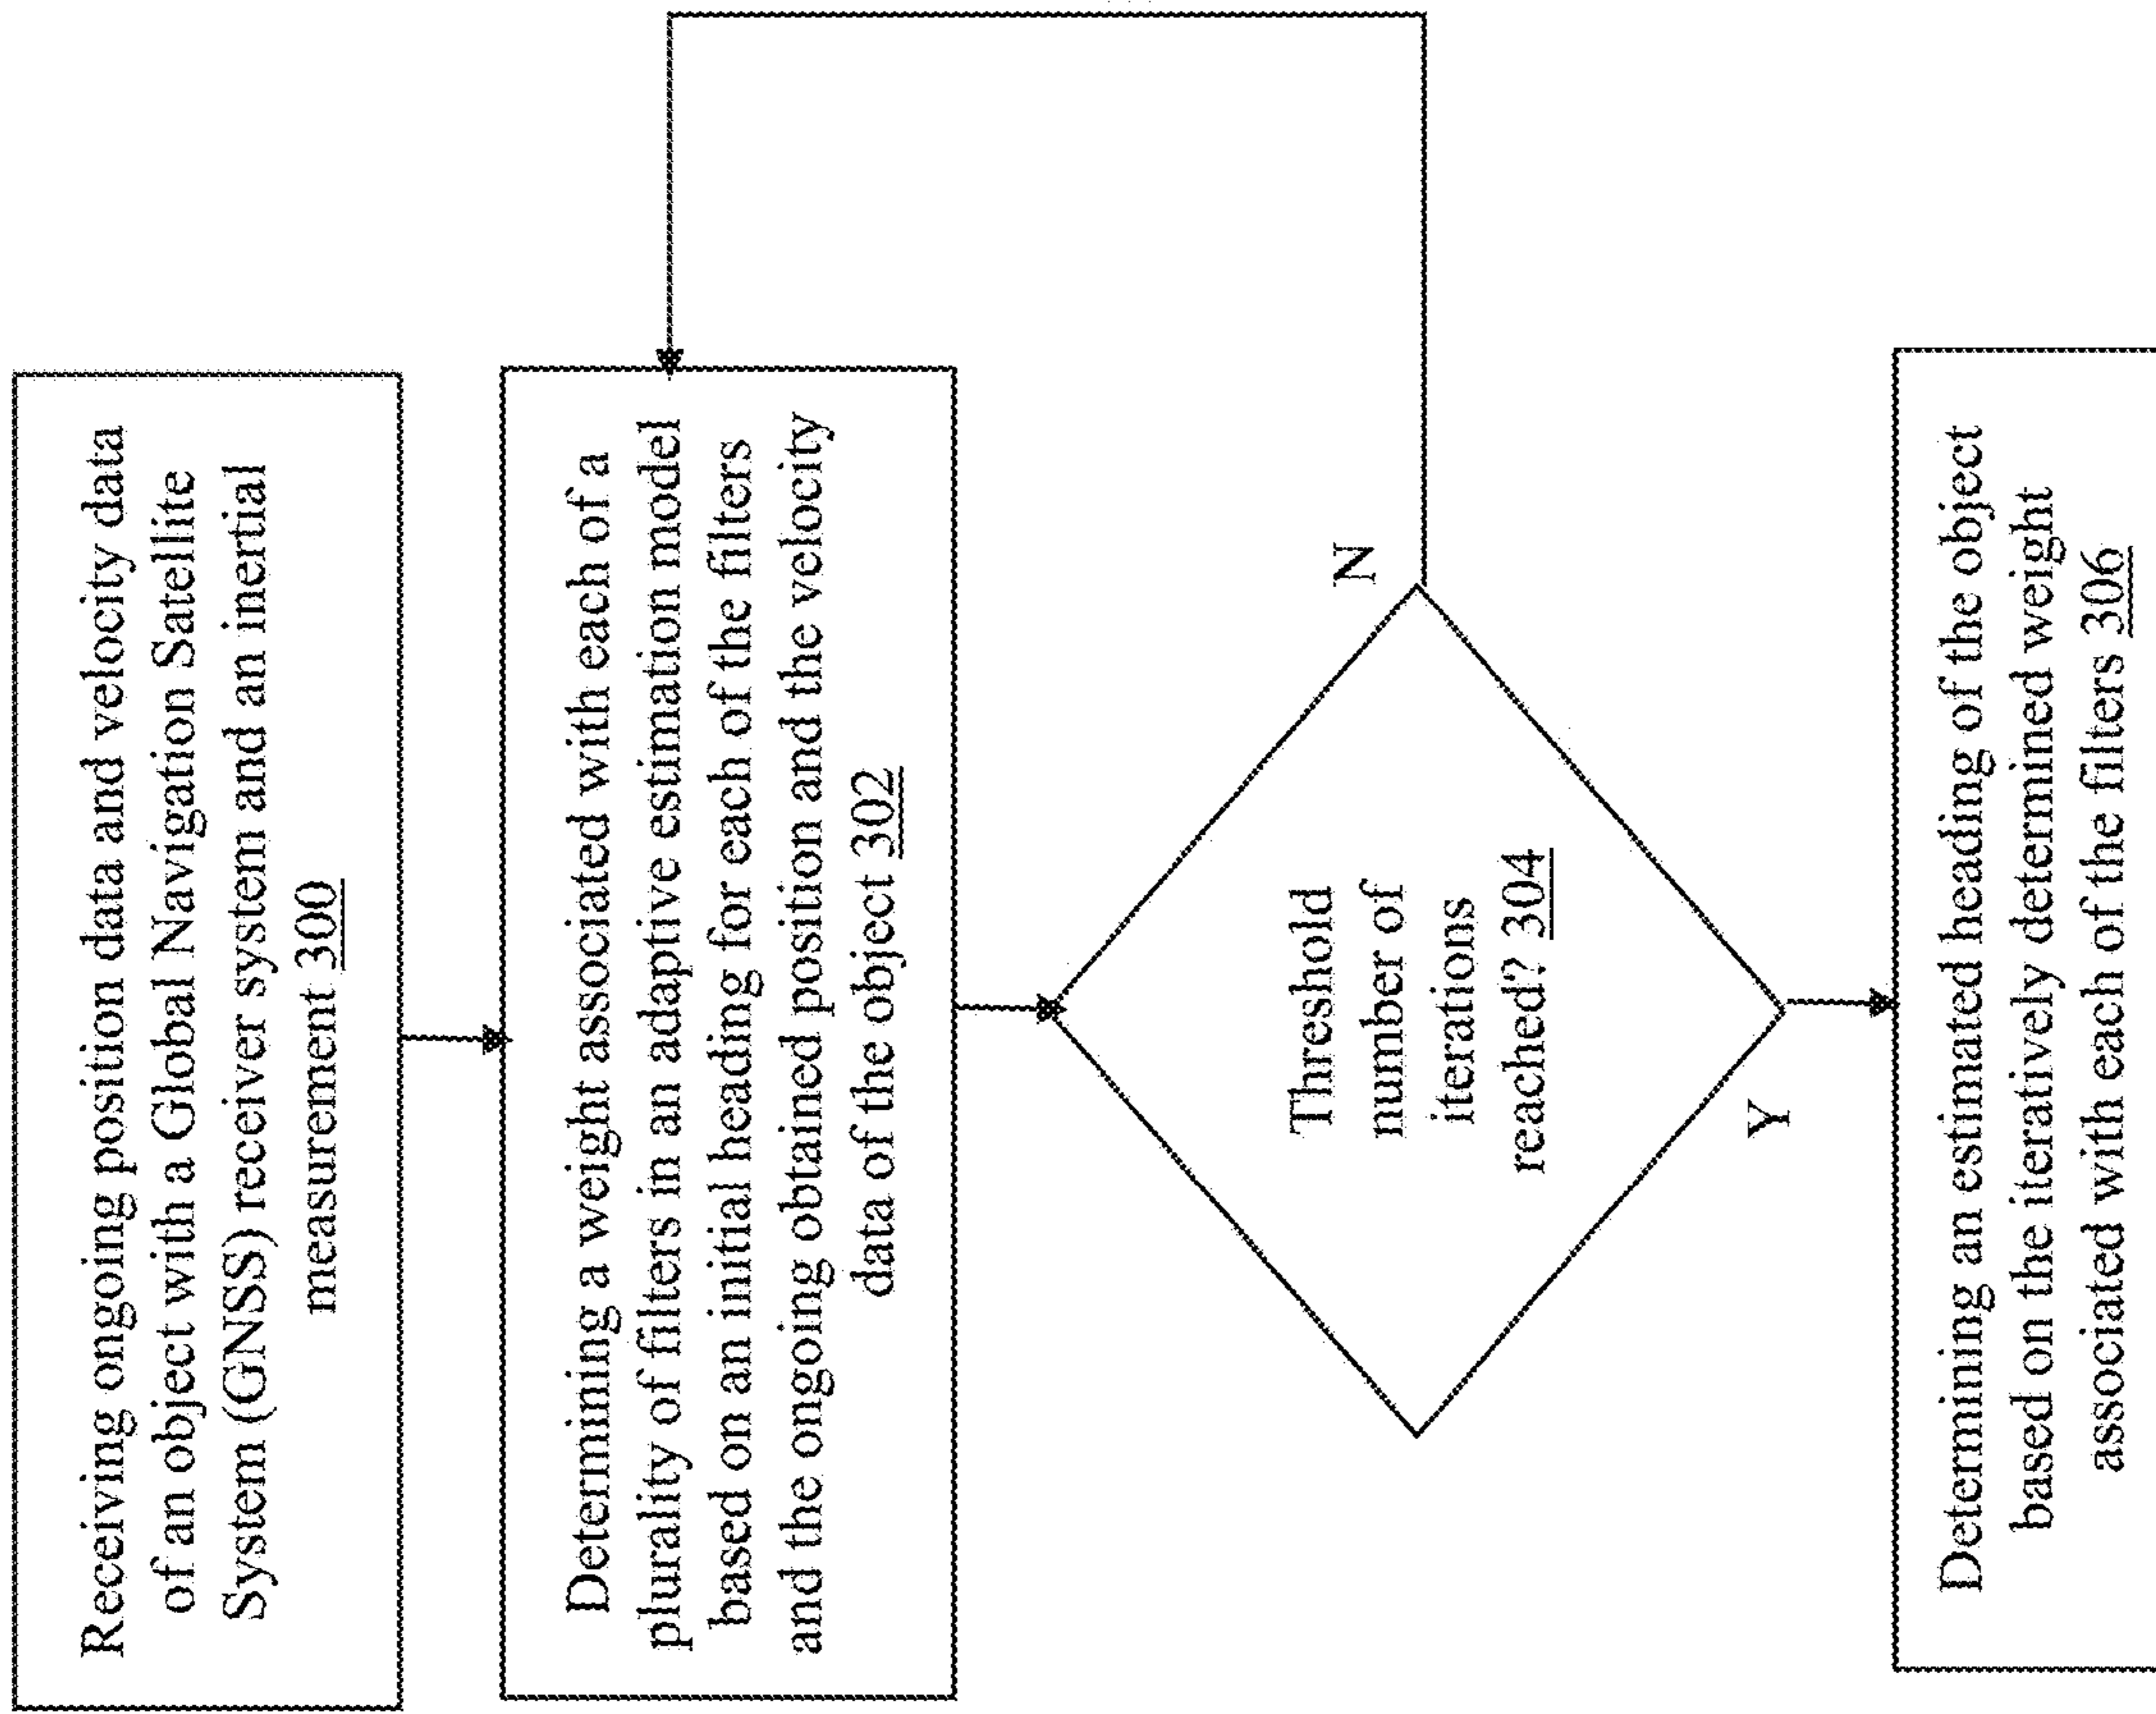 Receiving ongoing position data and velocity data
of an object with a Global Navigation Satellite
System (GNSS) receiver system and an inertial
measurement 300
Determining a weight associated with each of a
plurality of filters in an adaptive estimation model
based on an initial heading for each of the filters
and the ongoing obtained position and the velocity
data of the object 302
Threshold
number of
iterations
reached? 304
N
Y
Determining an estimated heading of the object
based on the iteratively determined weight
associated with each of the filters 306